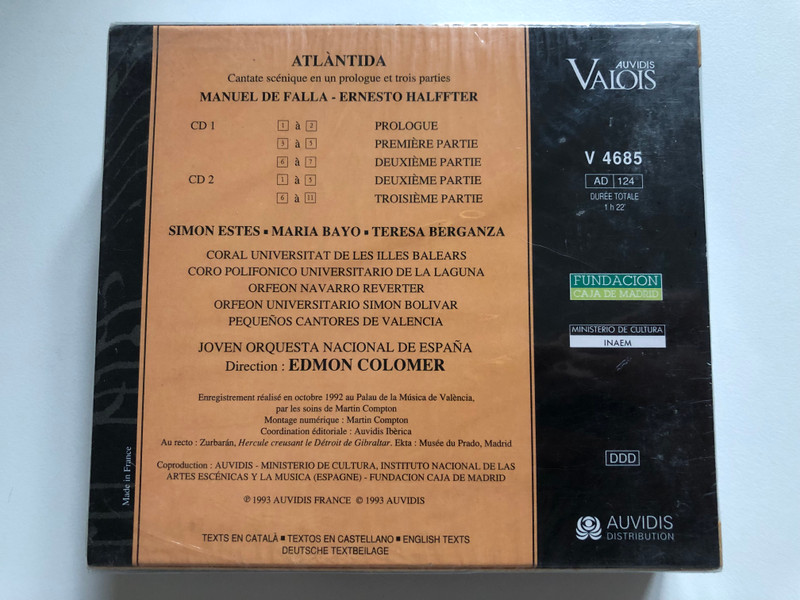 ATLÀNTIDA
Cantate scénique en un prologue et trois parties
MANUEL DE FALLA - ERNESTO HALFFTER
CD 1 1 à 2 PROLOGUE
3 à 5 PREMIÈRE PARTIE
6 à 7 DEUXIÈME PARTIE
CD 2 1 à 5 DEUXIÈME PARTIE
6 à 11 TROISIÈME PARTIE
SIMON ESTES ▪ MARIA BAYO ▪ TERESA BERGANZA
CORAL UNIVERSITAT DE LES ILLES BALEARS
CORO POLIFONICO UNIVERSITARIO DE LA LAGUNA
ORFEON NAVARRO REVERTER
ORFEON UNIVERSITARIO SIMON BOLIVAR
PEQUEÑOS CANTORES DE VALENCIA
JOVEN ORQUESTA NACIONAL DE ESPAÑA
Direction : EDMON COLOMER
Enregistrement réalisé en octobre 1992 au Palau de la Música de València,
par les soins de Martin Compton
Montage numérique : Martin Compton
Coordination éditoriale : Auvidis Ibèrica
Au recto : Zurbarán, Hercule creusant le Détroit de Gibraltar. Ekta : Musée du Prado, Madrid
Coproduction : AUVIDIS - MINISTERIO DE CULTURA, INSTITUTO NACIONAL DE LAS
ARTES ESCÉNICAS Y LA MUSICA (ESPAGNE) - FUNDACION CAJA DE MADRID
℗ 1993 AUVIDIS FRANCE © 1993 AUVIDIS
TEXTS EN CATALÀ ▪ TEXTOS EN CASTELLANO ▪ ENGLISH TEXTS
DEUTSCHE TEXTBEILAGE
Made in France
AUVIDIS
VALOIS
V 4685
AD 124
DURÉE TOTALE
1 h 22'
FUNDACION
CAJA DE MADRID
MINISTERIO DE CULTURA
INAEM
DDD
AUVIDIS
DISTRIBUTION